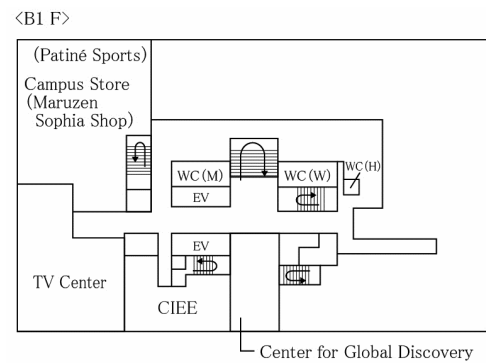 <B1 F>
(Patiné Sports)
Campus Store
(Maruzen
Sophia Shop)
WC(M)
WC(W)
WC(H)
EV
EV
TV Center
CIEE
Center for Global Discovery